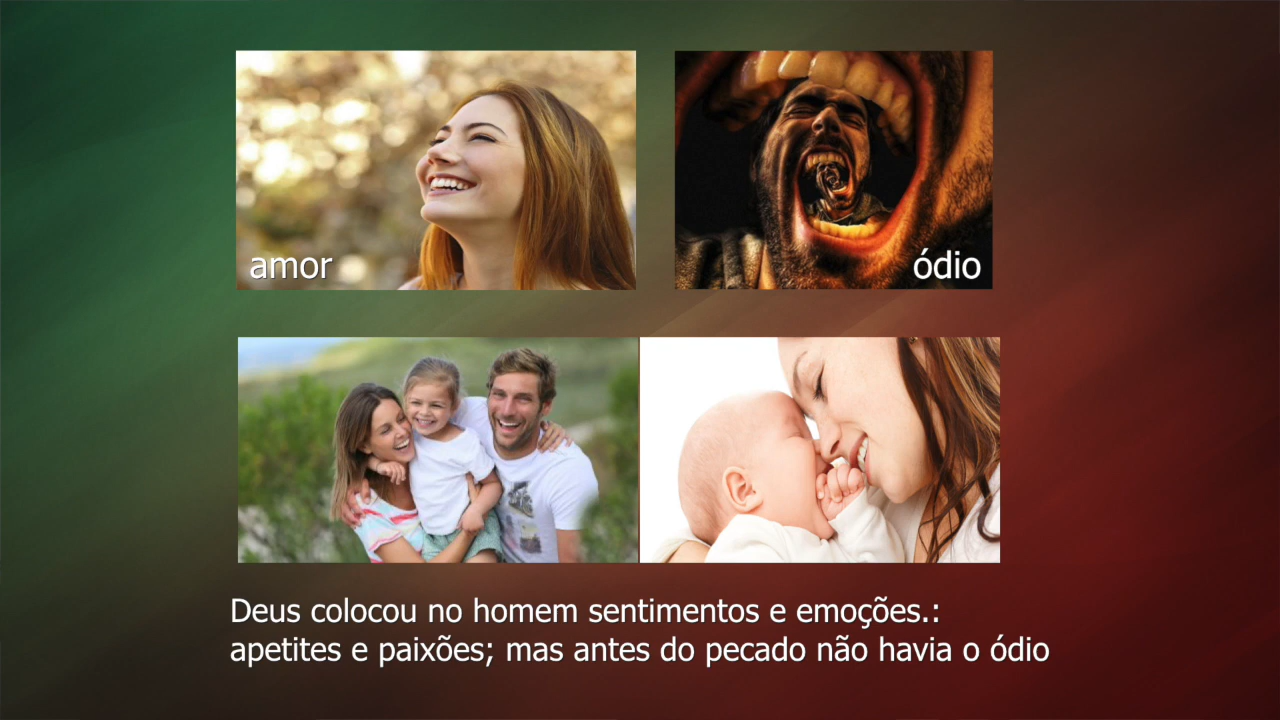 amor
ódio
Deus colocou no homem sentimentos e emoções.:
apetites e paixões; mas antes do pecado não havia o ódio